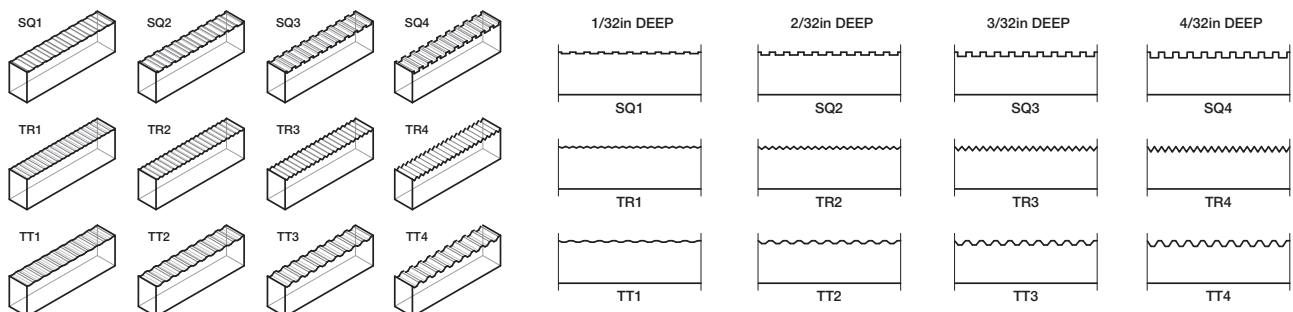 SQ1 SQ2 SQ3 SQ4
TR1 TR2 TR3 TR4
TT1 TT2 TT3 TT4
1/32in DEEP 2/32in DEEP 3/32in DEEP 4/32in DEEP
SQ1 SQ2 SQ3 SQ4
TR1 TR2 TR3 TR4
TT1 TT2 TT3 TT4